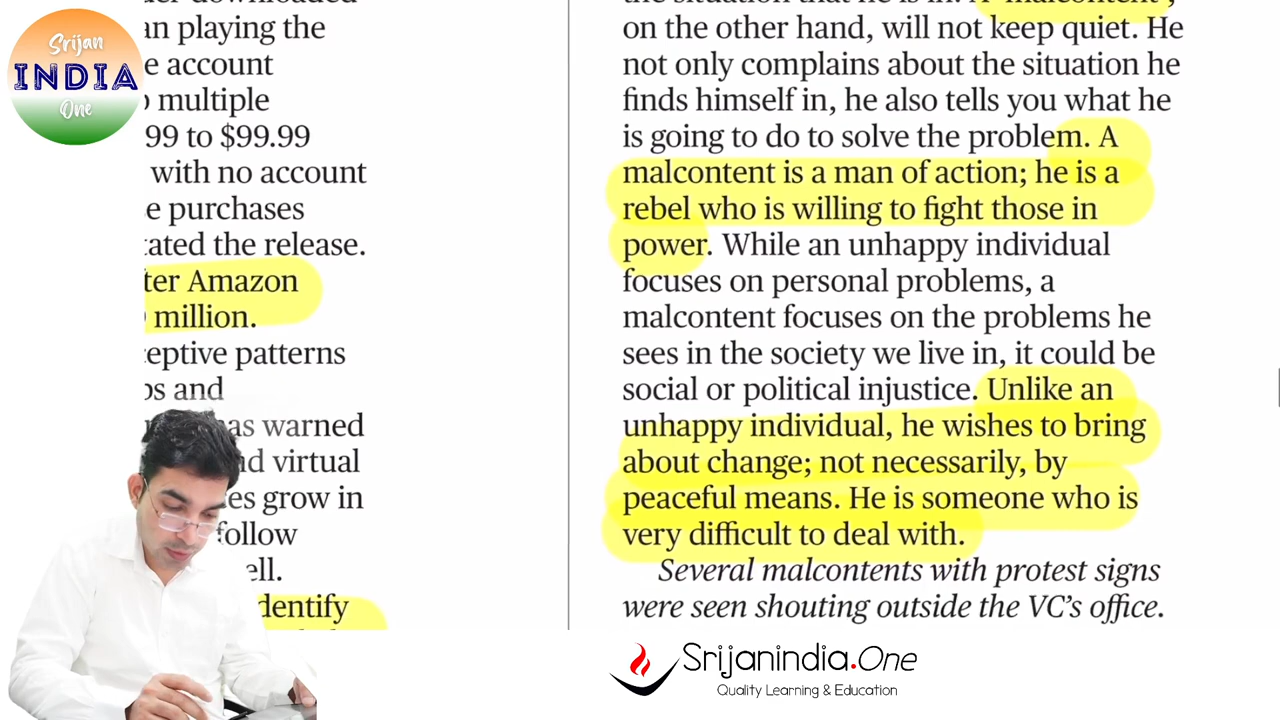 Srijan
INDIA
One
an playing the
e account
multiple
99 to $99.99
with no account
e purchases
tated the release.
ter Amazon
million.
ceptive patterns
os and
as warned
d virtual
es grow in
follow
ell.
dentify
on the other hand, will not keep quiet. He
not only complains about the situation he
finds himself in, he also tells you what he
is going to do to solve the problem. A
malcontent is a man of action; he is a
rebel who is willing to fight those in
power. While an unhappy individual
focuses on personal problems, a
malcontent focuses on the problems he
sees in the society we live in, it could be
social or political injustice. Unlike an
unhappy individual, he wishes to bring
about change; not necessarily, by
peaceful means. He is someone who is
very difficult to deal with.
Several malcontents with protest signs
were seen shouting outside the VC's office.
Srijanindia.One
Quality Learning & Education